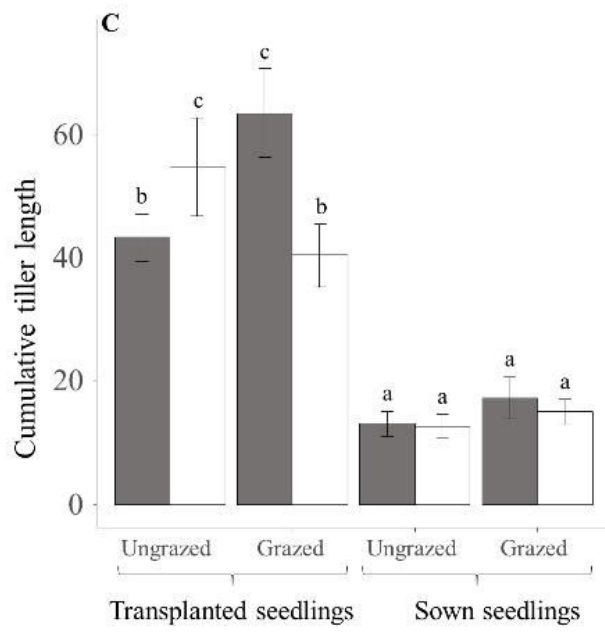 C
Cumulative tiller length
60
40
20
0
b
c
c
b
a
a
a
a
Ungrazed Grazed Ungrazed Grazed
Transplanted seedlings Sown seedlings